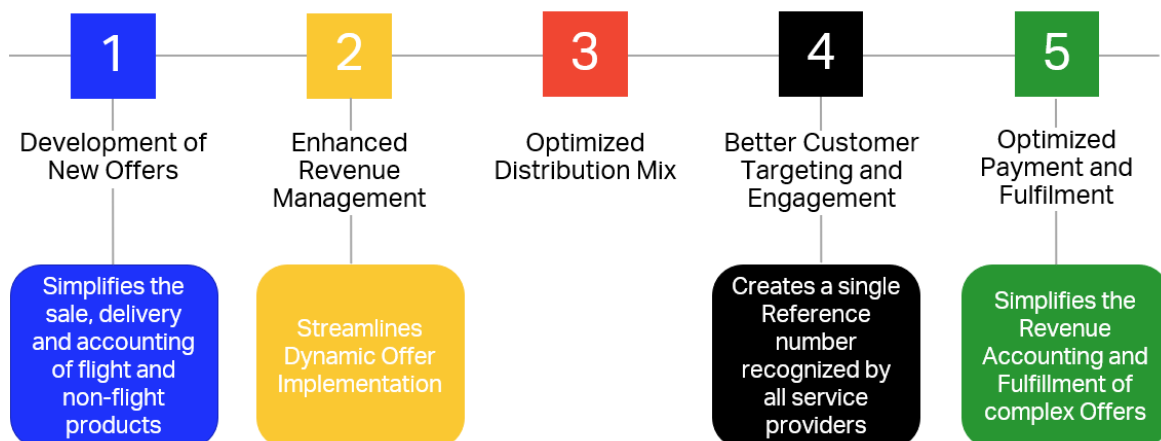 1
2
3
4
5
Development of
New Offers
Enhanced
Revenue
Management
Optimized
Distribution Mix
Better Customer
Targeting and
Engagement
Optimized
Payment and
Fulfilment
Simplifies the
sale, delivery
and accounting
of flight and
non-flight
products
Streamlines
Dynamic Offer
Implementation
Creates a single
Reference
number
recognized by
all service
providers
Simplifies the
Revenue
Accounting and
Fulfillment of
complex Offers